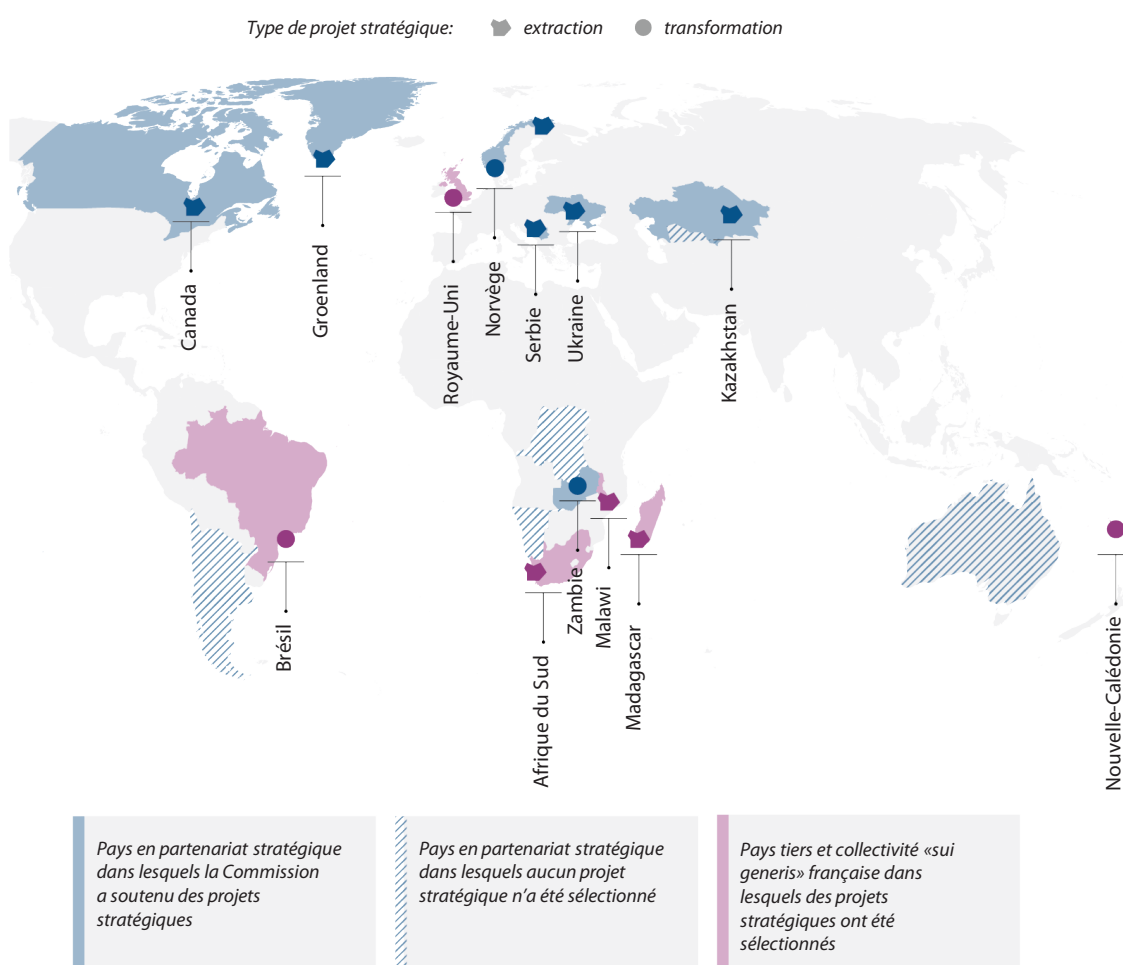 Type de projet stratégique: extraction transformation
Canada
Groenland
Royaume-Uni
Norvège
Serbie
Ukraine
Kazakhstan
Brésil
Afrique du Sud
Zambie
Malawi
Madagascar
Nouvelle-Calédonie
Pays en partenariat stratégique
dans lesquels la Commission
a soutenu des projets
stratégiques
Pays en partenariat stratégique
dans lesquels aucun projet
stratégique n'a été sélectionné
Pays tiers et collectivité «sui
generis» française dans
lesquels des projets
stratégiques ont été
sélectionnés